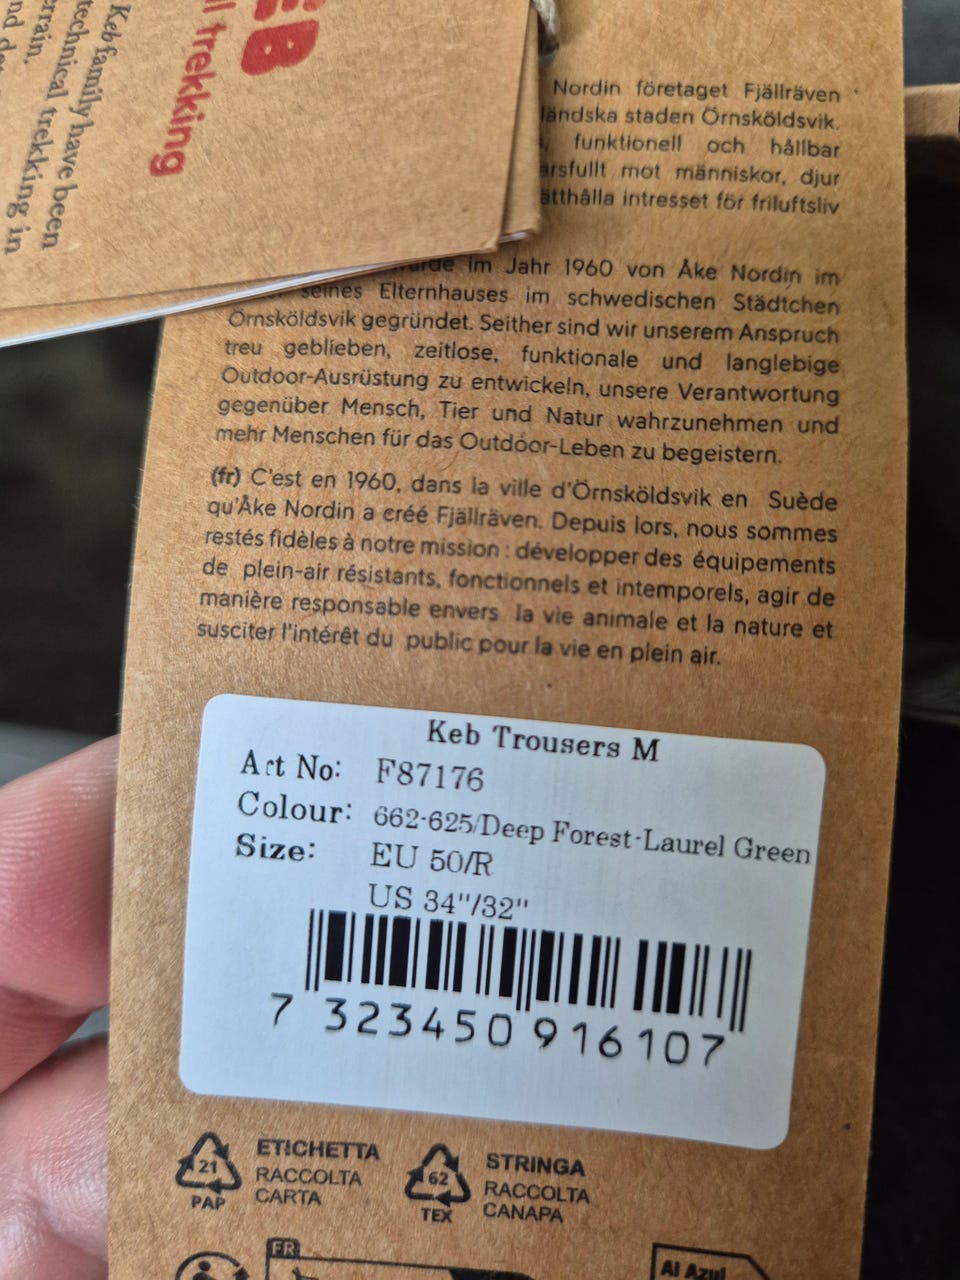 EB
l trekking
Keb family have been
technical trekking in
rrain.
Nordin företaget Fjällräven
ländska staden Örnsköldsvik.
funktionell och hållbar
arsfullt mot människor, djur
ätthålla intresset för friluftsliv
wurde im Jahr 1960 von Åke Nordin im
seines Elternhauses im schwedischen Städtchen
Örnsköldsvik gegründet. Seither sind wir unserem Anspruch
treu geblieben, zeitlose, funktionale und langlebige
Outdoor-Ausrüstung zu entwickeln, unsere Verantwortung
gegenüber Mensch, Tier und Natur wahrzunehmen und
mehr Menschen für das Outdoor-Leben zu begeistern.
(fr) C'est en 1960, dans la ville d'Örnsköldsvik en Suède
qu'Åke Nordin a créé Fjällräven. Depuis lors, nous sommes
restés fidèles à notre mission : développer des équipements
de plein-air résistants, fonctionnels et intemporels, agir de
manière responsable envers la vie animale et la nature et
susciter l'intérêt du public pour la vie en plein air.
Keb Trousers M
Art No: F87176
Colour: 662-625/Deep Forest-Laurel Green
Size: EU 50/R
US 34"/32"
7 323450 916107
21
PAP
ETICHETTA
RACCOLTA
CARTA
62
TEX
STRINGA
RACCOLTA
CANAPA
FR